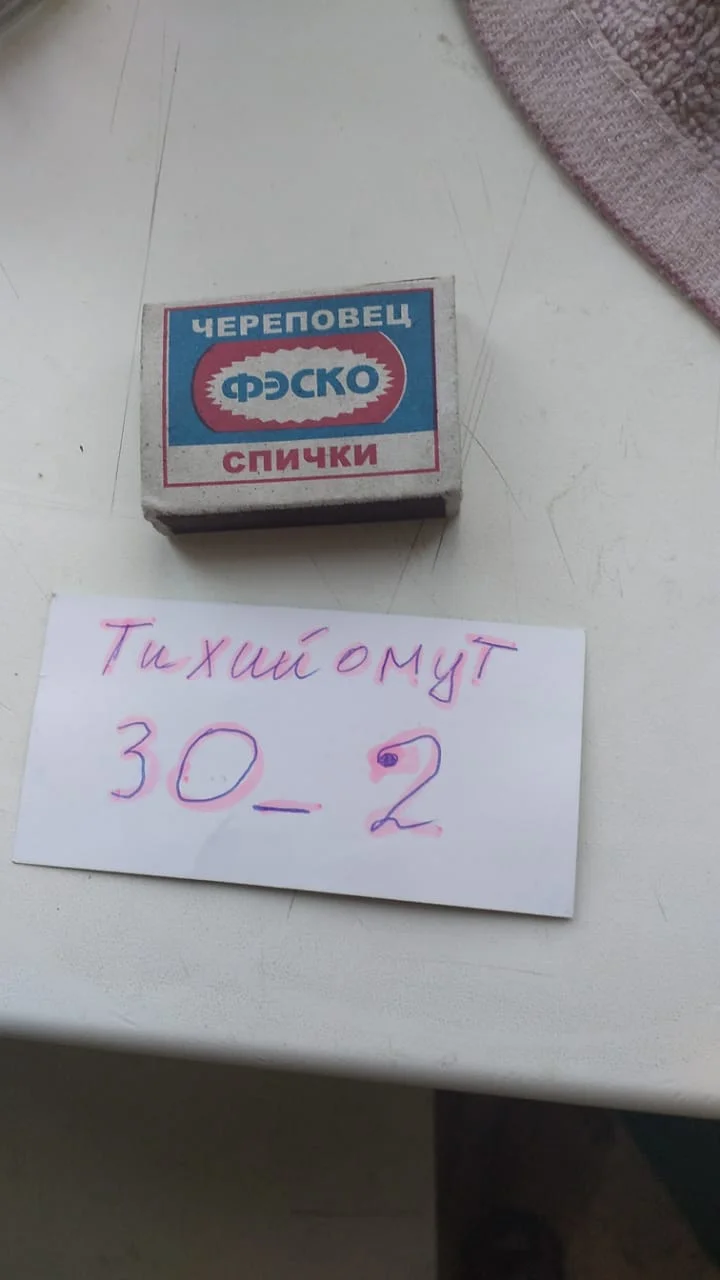 ЧЕРЕПОВЕЦ
ФЭСКО
СПИЧКИ
Тихий омут
30_2